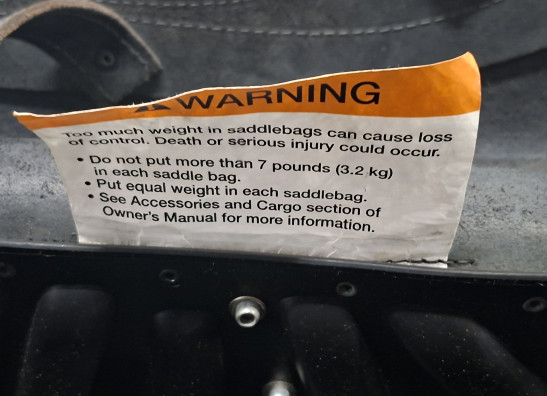 WARNING
Too much weight in saddlebags can cause loss
of control. Death or serious injury could occur.
• Do not put more than 7 pounds (3.2 kg)
in each saddle bag.
• Put equal weight in each saddlebag.
• See Accessories and Cargo section of
Owner's Manual for more information.